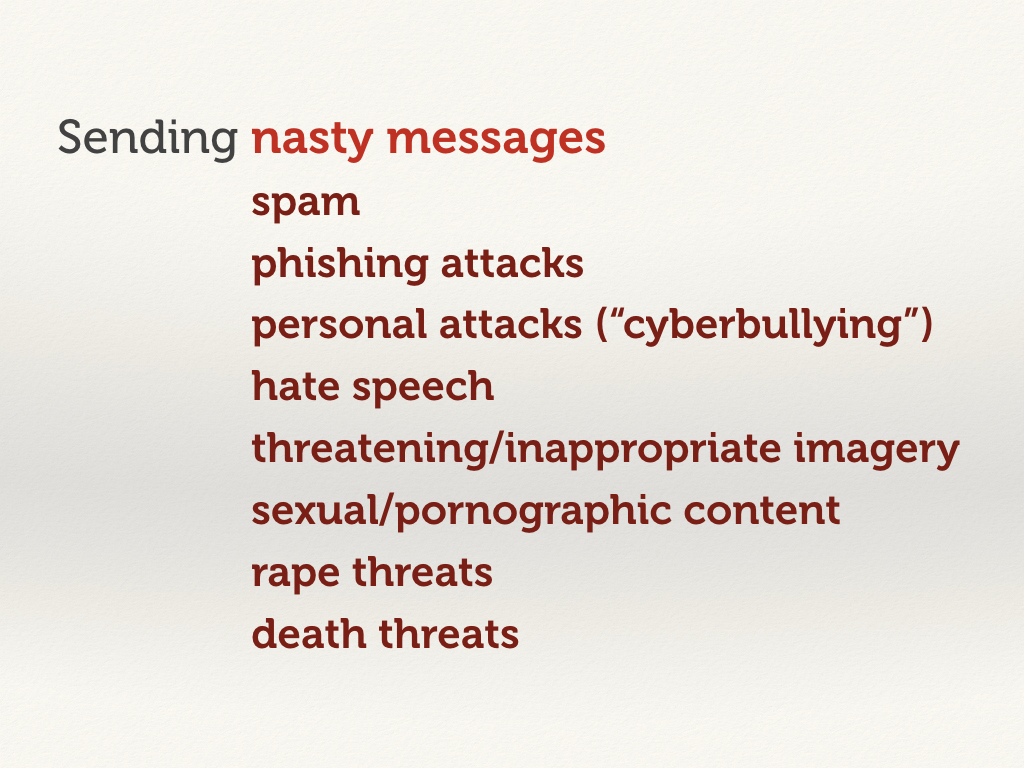 Sending nasty messages
spam
phishing attacks
personal attacks (“cyberbullying”)
hate speech
threatening/inappropriate imagery
sexual/pornographic content
rape threats
death threats